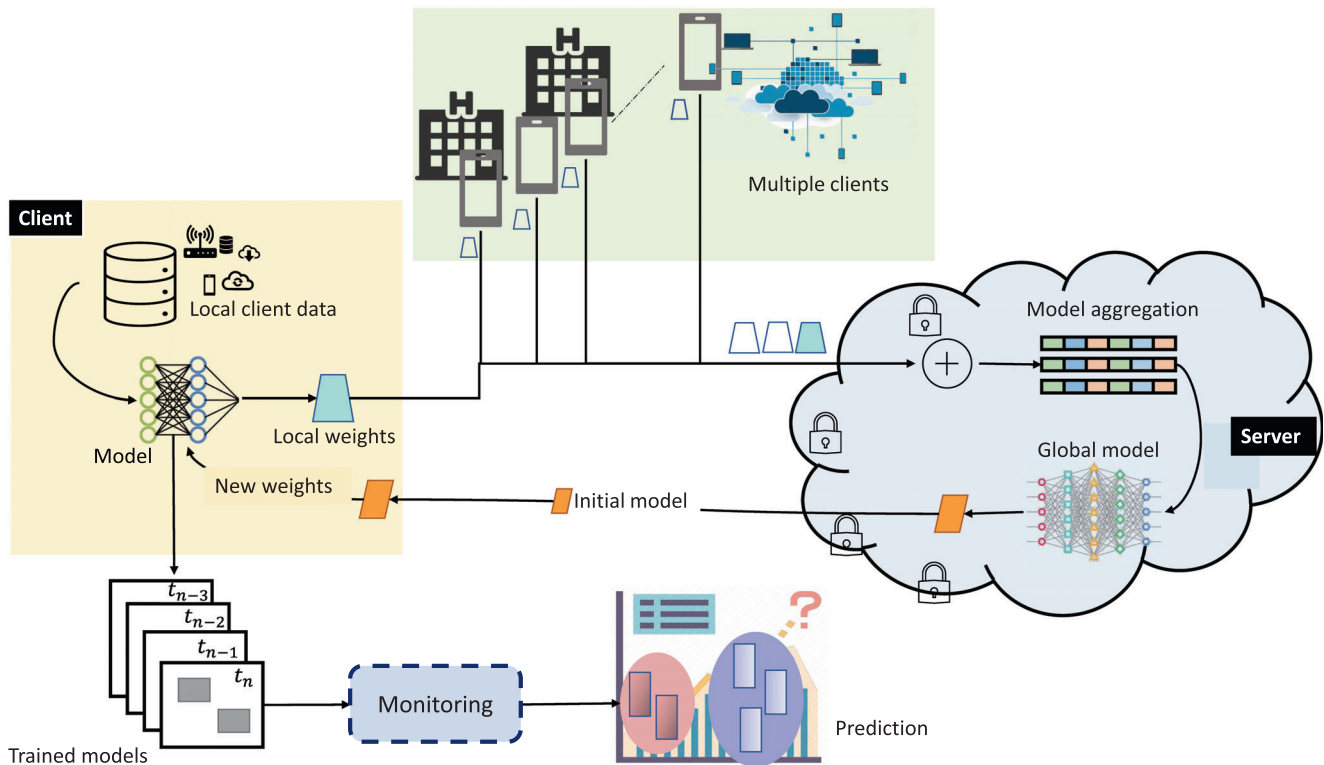 H
H
Multiple clients
Client
Local client data
Model aggregation
Local weights
Model
Server
Global model
New weights
Initial model
t_{n-3}
t_{n-2}
t_{n-1}
t_n
?
Monitoring
Prediction
Trained models